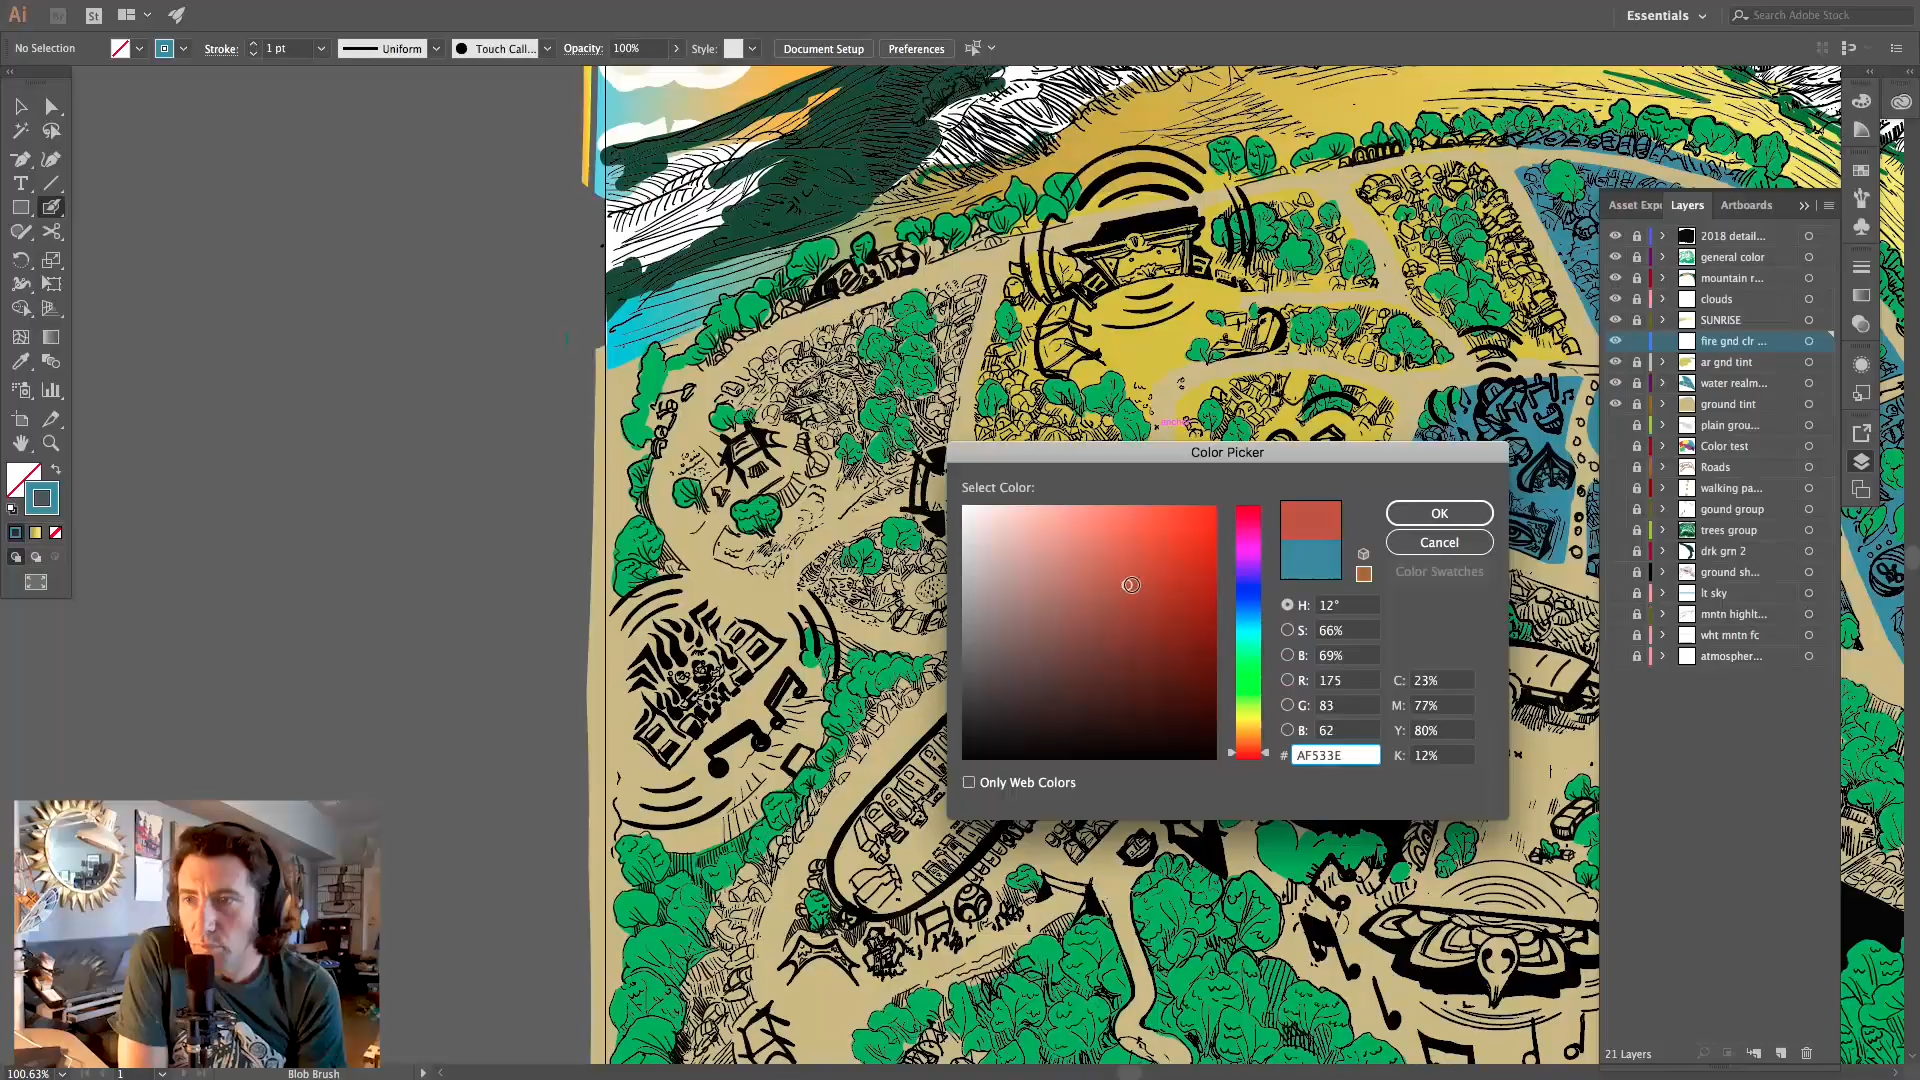 Ai
Br
St
Essentials
Search Adobe Stock
No Selection
Stroke:
1 pt
Uniform
Touch Call...
Opacity:
100%
Style:
Document Setup
Preferences
Asset Expo
Layers
Artboards
2018 detail...
general color
mountain r...
clouds
SUNRISE
fire gnd clr ...
ar gnd tint
water realm...
ground tint
plain grou...
Color test
Roads
walking pa...
gound group
trees group
drk grn 2
ground sh...
lt sky
mntn highlt...
wht mntn fc
atmospher...
21 Layers
Color Picker
Select Color:
OK
Cancel
Color Swatches
H: 12°
S: 66%
B: 69%
R: 175
C: 23%
G: 83
M: 77%
B: 62
Y: 80%
# AF533E
K: 12%
Only Web Colors
100.63%
1
Blob Brush